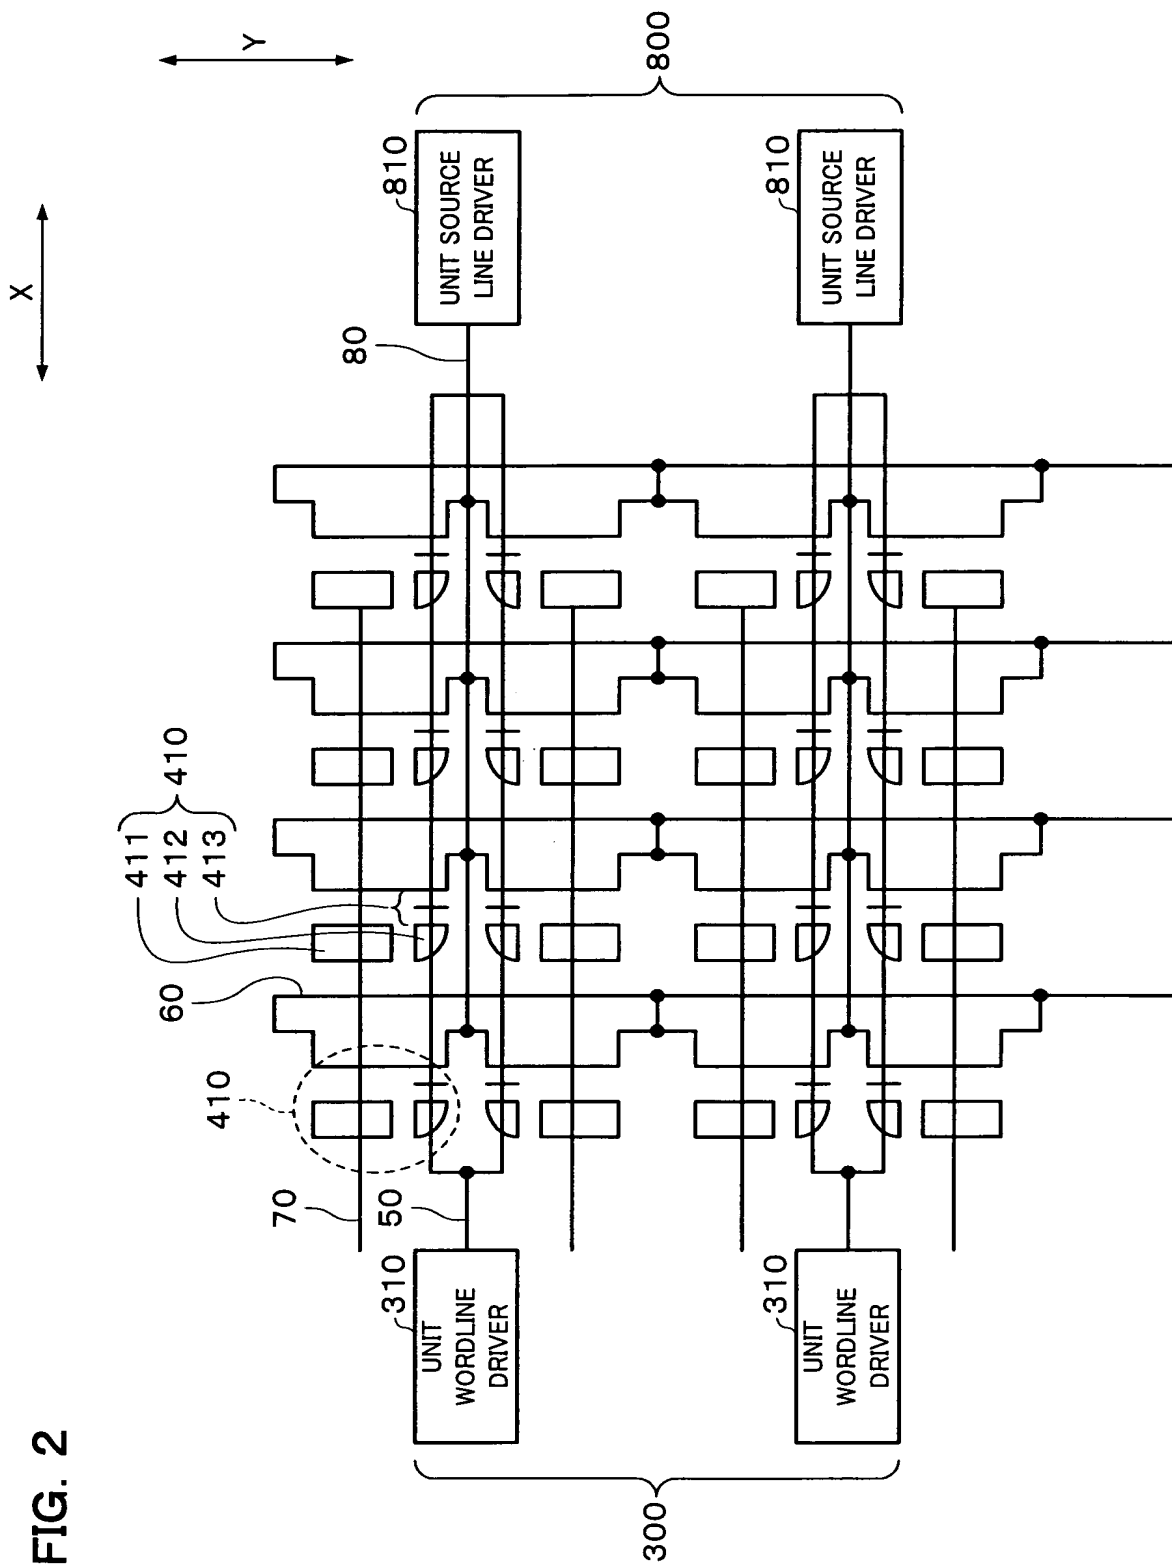 FIG. 2
X
Y
60
411
412
413
410
410
70
50
80
310
UNIT
WORDLINE
DRIVER
810
UNIT SOURCE
LINE DRIVER
300
800
310
UNIT
WORDLINE
DRIVER
810
UNIT SOURCE
LINE DRIVER